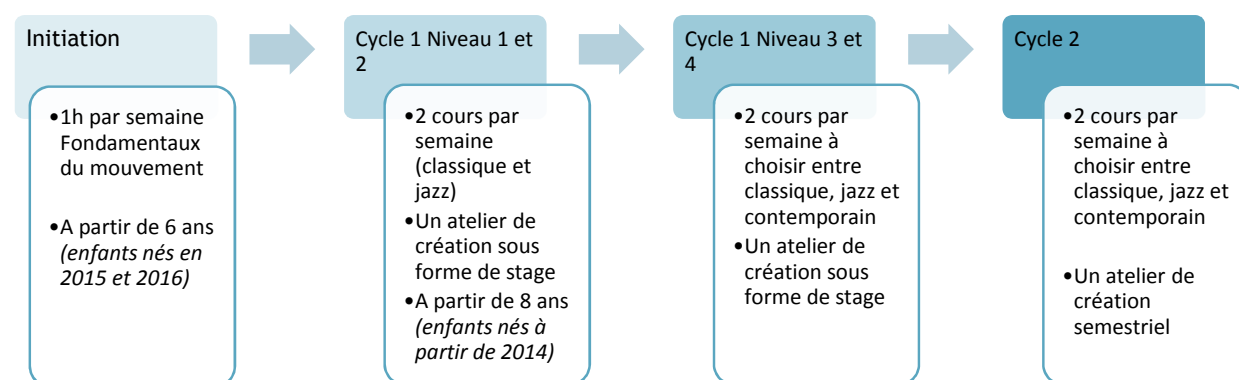 Initiation
•1h par semaine
Fondamentaux
du mouvement
•A partir de 6 ans
(enfants nés en
2015 et 2016)
Cycle 1 Niveau 1 et
2
•2 cours par
semaine
(classique et
jazz)
•Un atelier de
création sous
forme de stage
•A partir de 8 ans
(enfants nés à
partir de 2014)
Cycle 1 Niveau 3 et
4
•2 cours par
semaine à
choisir entre
classique, jazz et
contemporain
•Un atelier de
création sous
forme de stage
Cycle 2
•2 cours par
semaine à
choisir entre
classique, jazz et
contemporain
•Un atelier de
création
semestriel